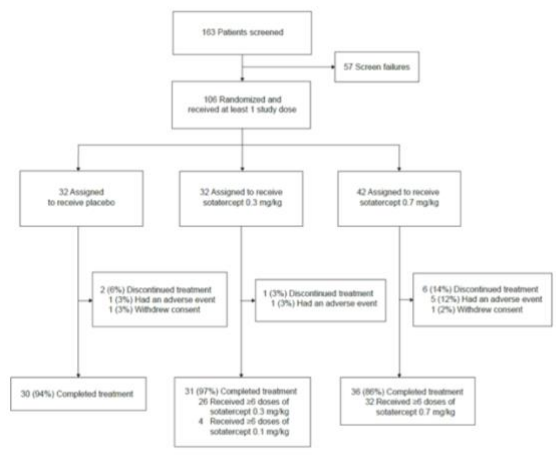 163 Patients screened
57 Screen failures
106 Randomized and
received at least 1 study dose
32 Assigned
to receive placebo
32 Assigned to receive
sotatercept 0.3 mg/kg
42 Assigned to receive
sotatercept 0.7 mg/kg
2 (6%) Discontinued treatment
1 (3%) Had an adverse event
1 (3%) Withdrew consent
1 (3%) Discontinued treatment
1 (3%) Had an adverse event
6 (14%) Discontinued treatment
5 (12%) Had an adverse event
1 (2%) Withdrew consent
30 (94%) Completed treatment
31 (97%) Completed treatment
26 Received ≥6 doses of
sotatercept 0.3 mg/kg
4 Received ≥6 doses of
sotatercept 0.1 mg/kg
36 (86%) Completed treatment
32 Received ≥6 doses of
sotatercept 0.7 mg/kg